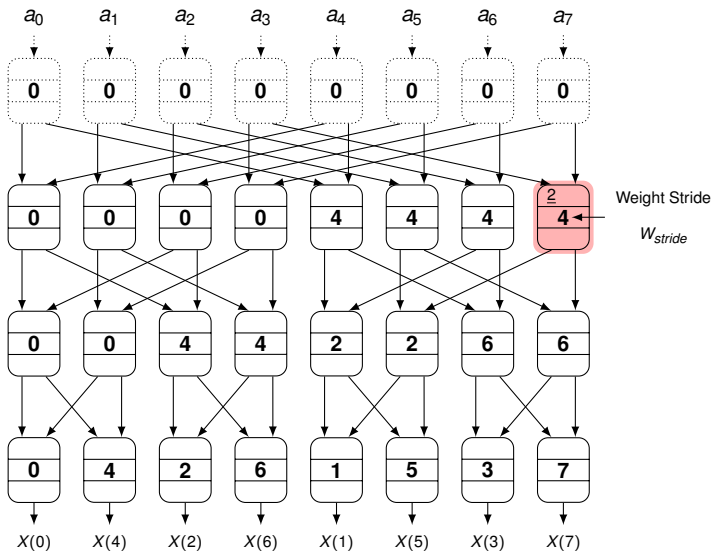 a0 a1 a2 a3 a4 a5 a6 a7
0 0 0 0 0 0 0 0
2
0 0 0 0 4 4 4 4
Weight Stride
Wstride
0 0 4 4 2 2 6 6
0 4 2 6 1 5 3 7
X(0) X(4) X(2) X(6) X(1) X(5) X(3) X(7)